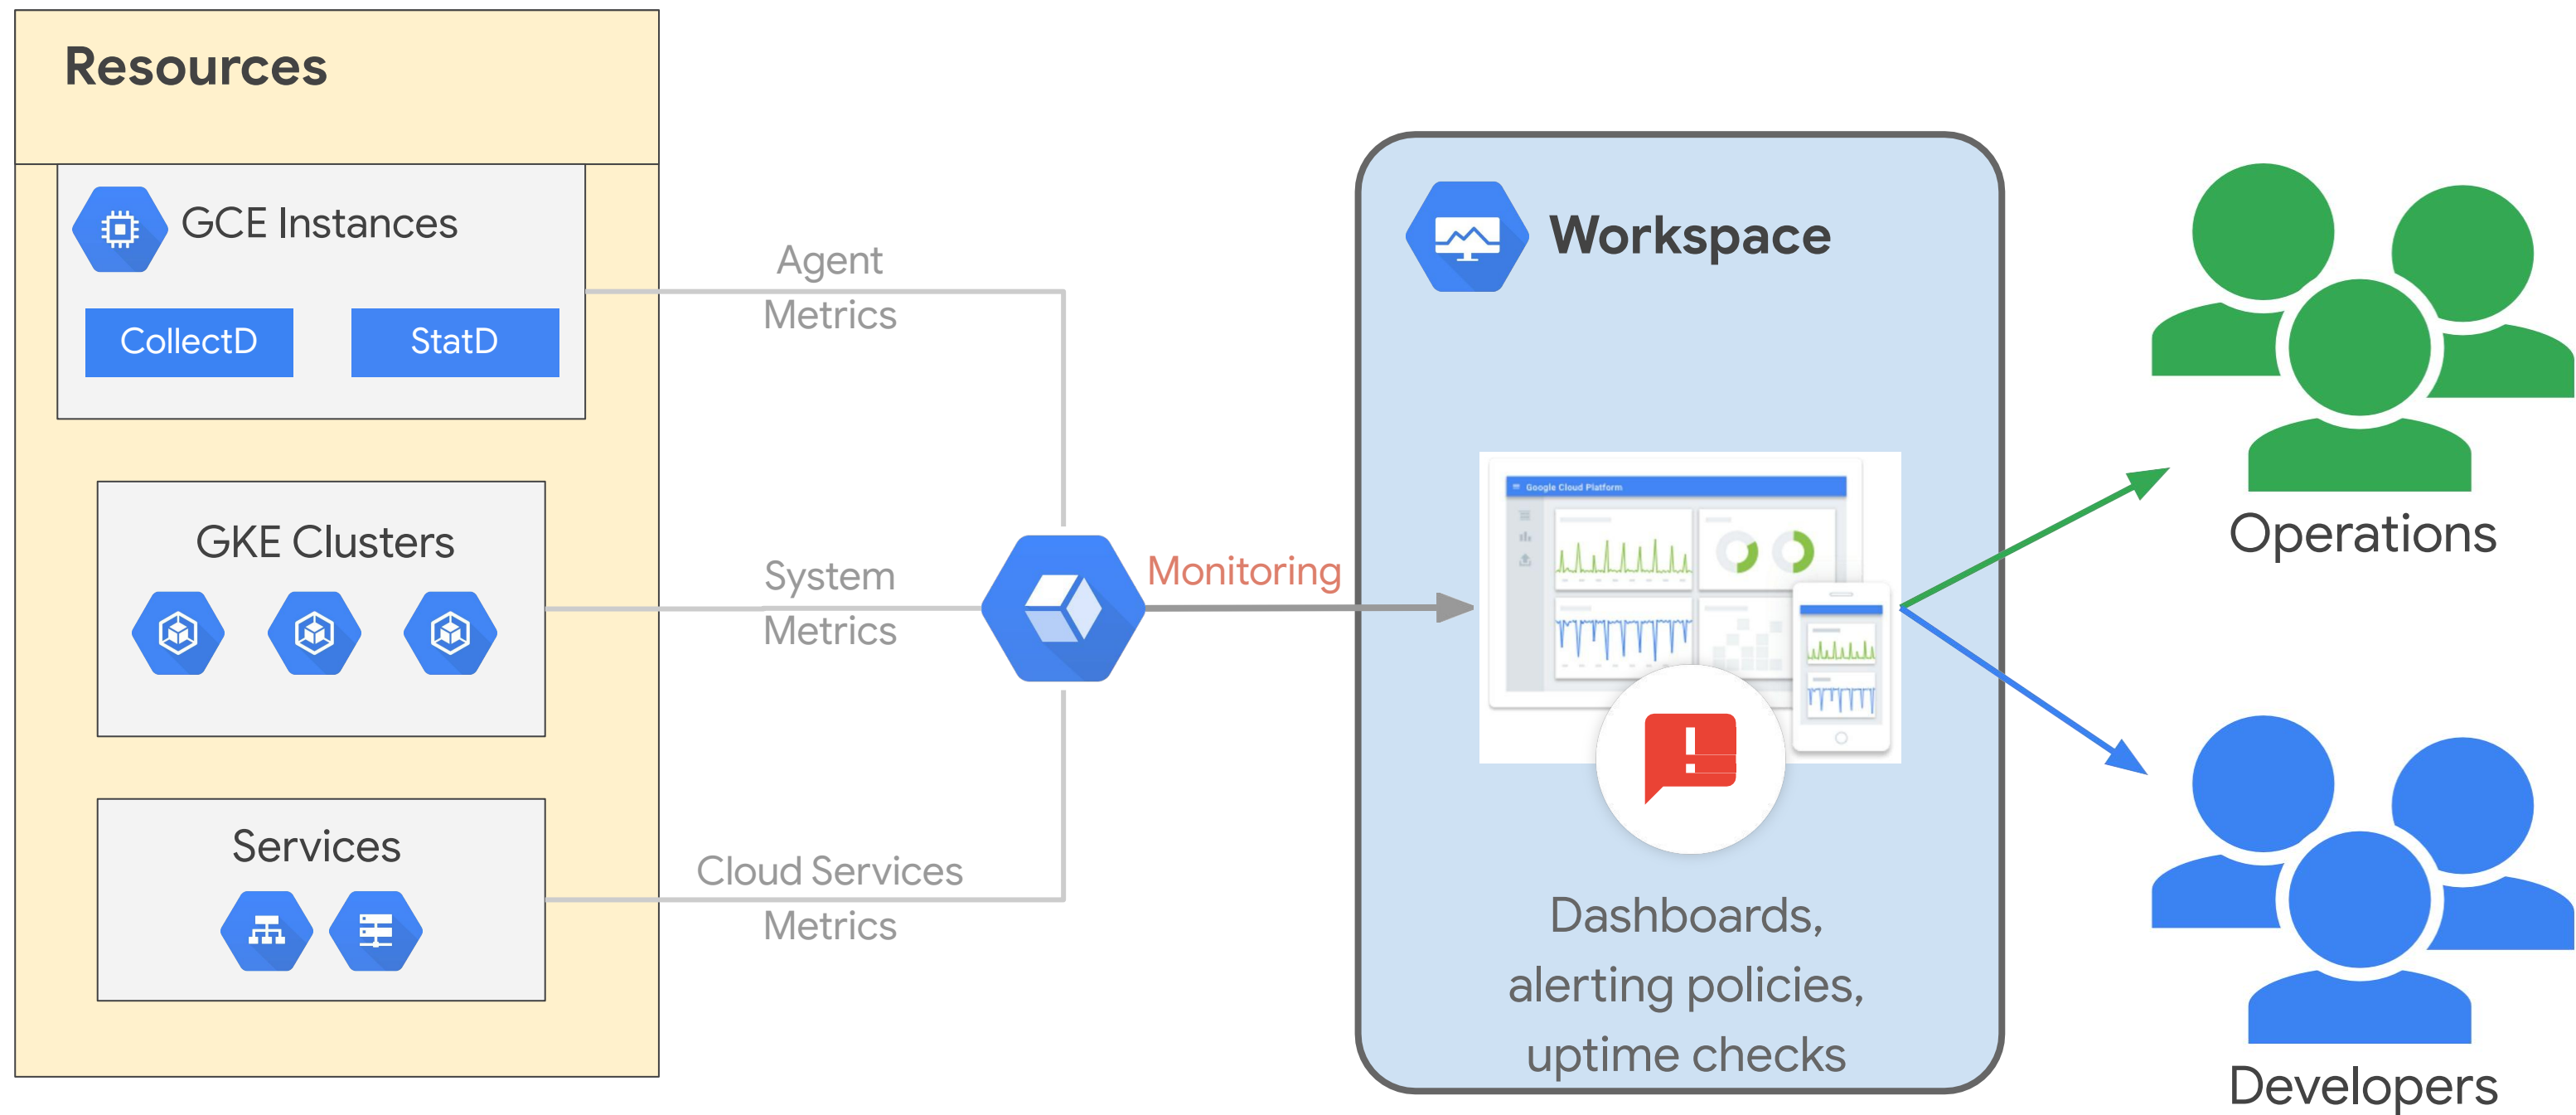 Resources
GCE Instances
CollectD
StatD
GKE Clusters
Services
Agent
Metrics
System
Metrics
Cloud Services
Metrics
Monitoring
Workspace
Google Cloud Platform
Dashboards,
alerting policies,
uptime checks
Operations
Developers